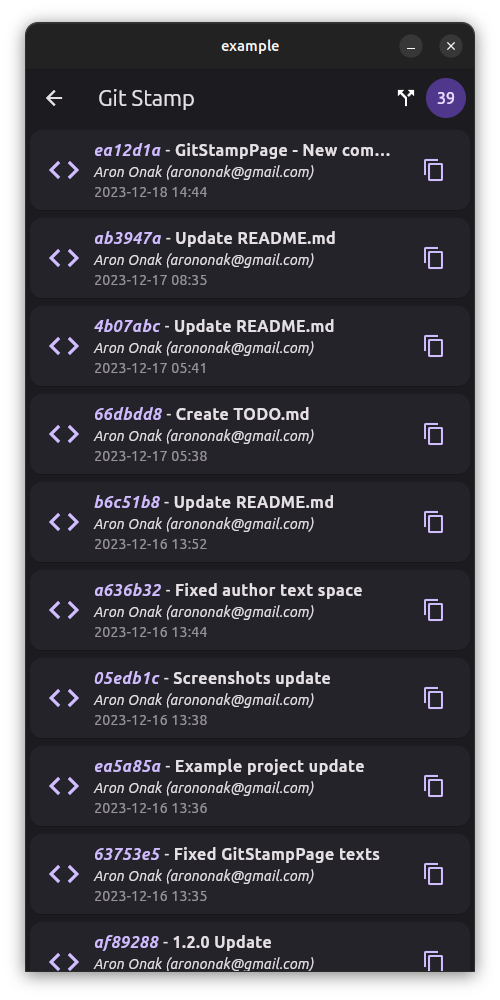 example
Git Stamp
39
ea12d1a - GitStampPage - New com…
Aron Onak (arononak@gmail.com)
2023-12-18 14:44
ab3947a - Update README.md
Aron Onak (arononak@gmail.com)
2023-12-17 08:35
4b07abc - Update README.md
Aron Onak (arononak@gmail.com)
2023-12-17 05:41
66dbdd8 - Create TODO.md
Aron Onak (arononak@gmail.com)
2023-12-17 05:38
b6c51b8 - Update README.md
Aron Onak (arononak@gmail.com)
2023-12-16 13:52
a636b32 - Fixed author text space
Aron Onak (arononak@gmail.com)
2023-12-16 13:44
05edb1c - Screenshots update
Aron Onak (arononak@gmail.com)
2023-12-16 13:38
ea5a85a - Example project update
Aron Onak (arononak@gmail.com)
2023-12-16 13:36
63753e5 - Fixed GitStampPage texts
Aron Onak (arononak@gmail.com)
2023-12-16 13:35
af89288 - 1.2.0 Update
Aron Onak (arononak@gmail.com)